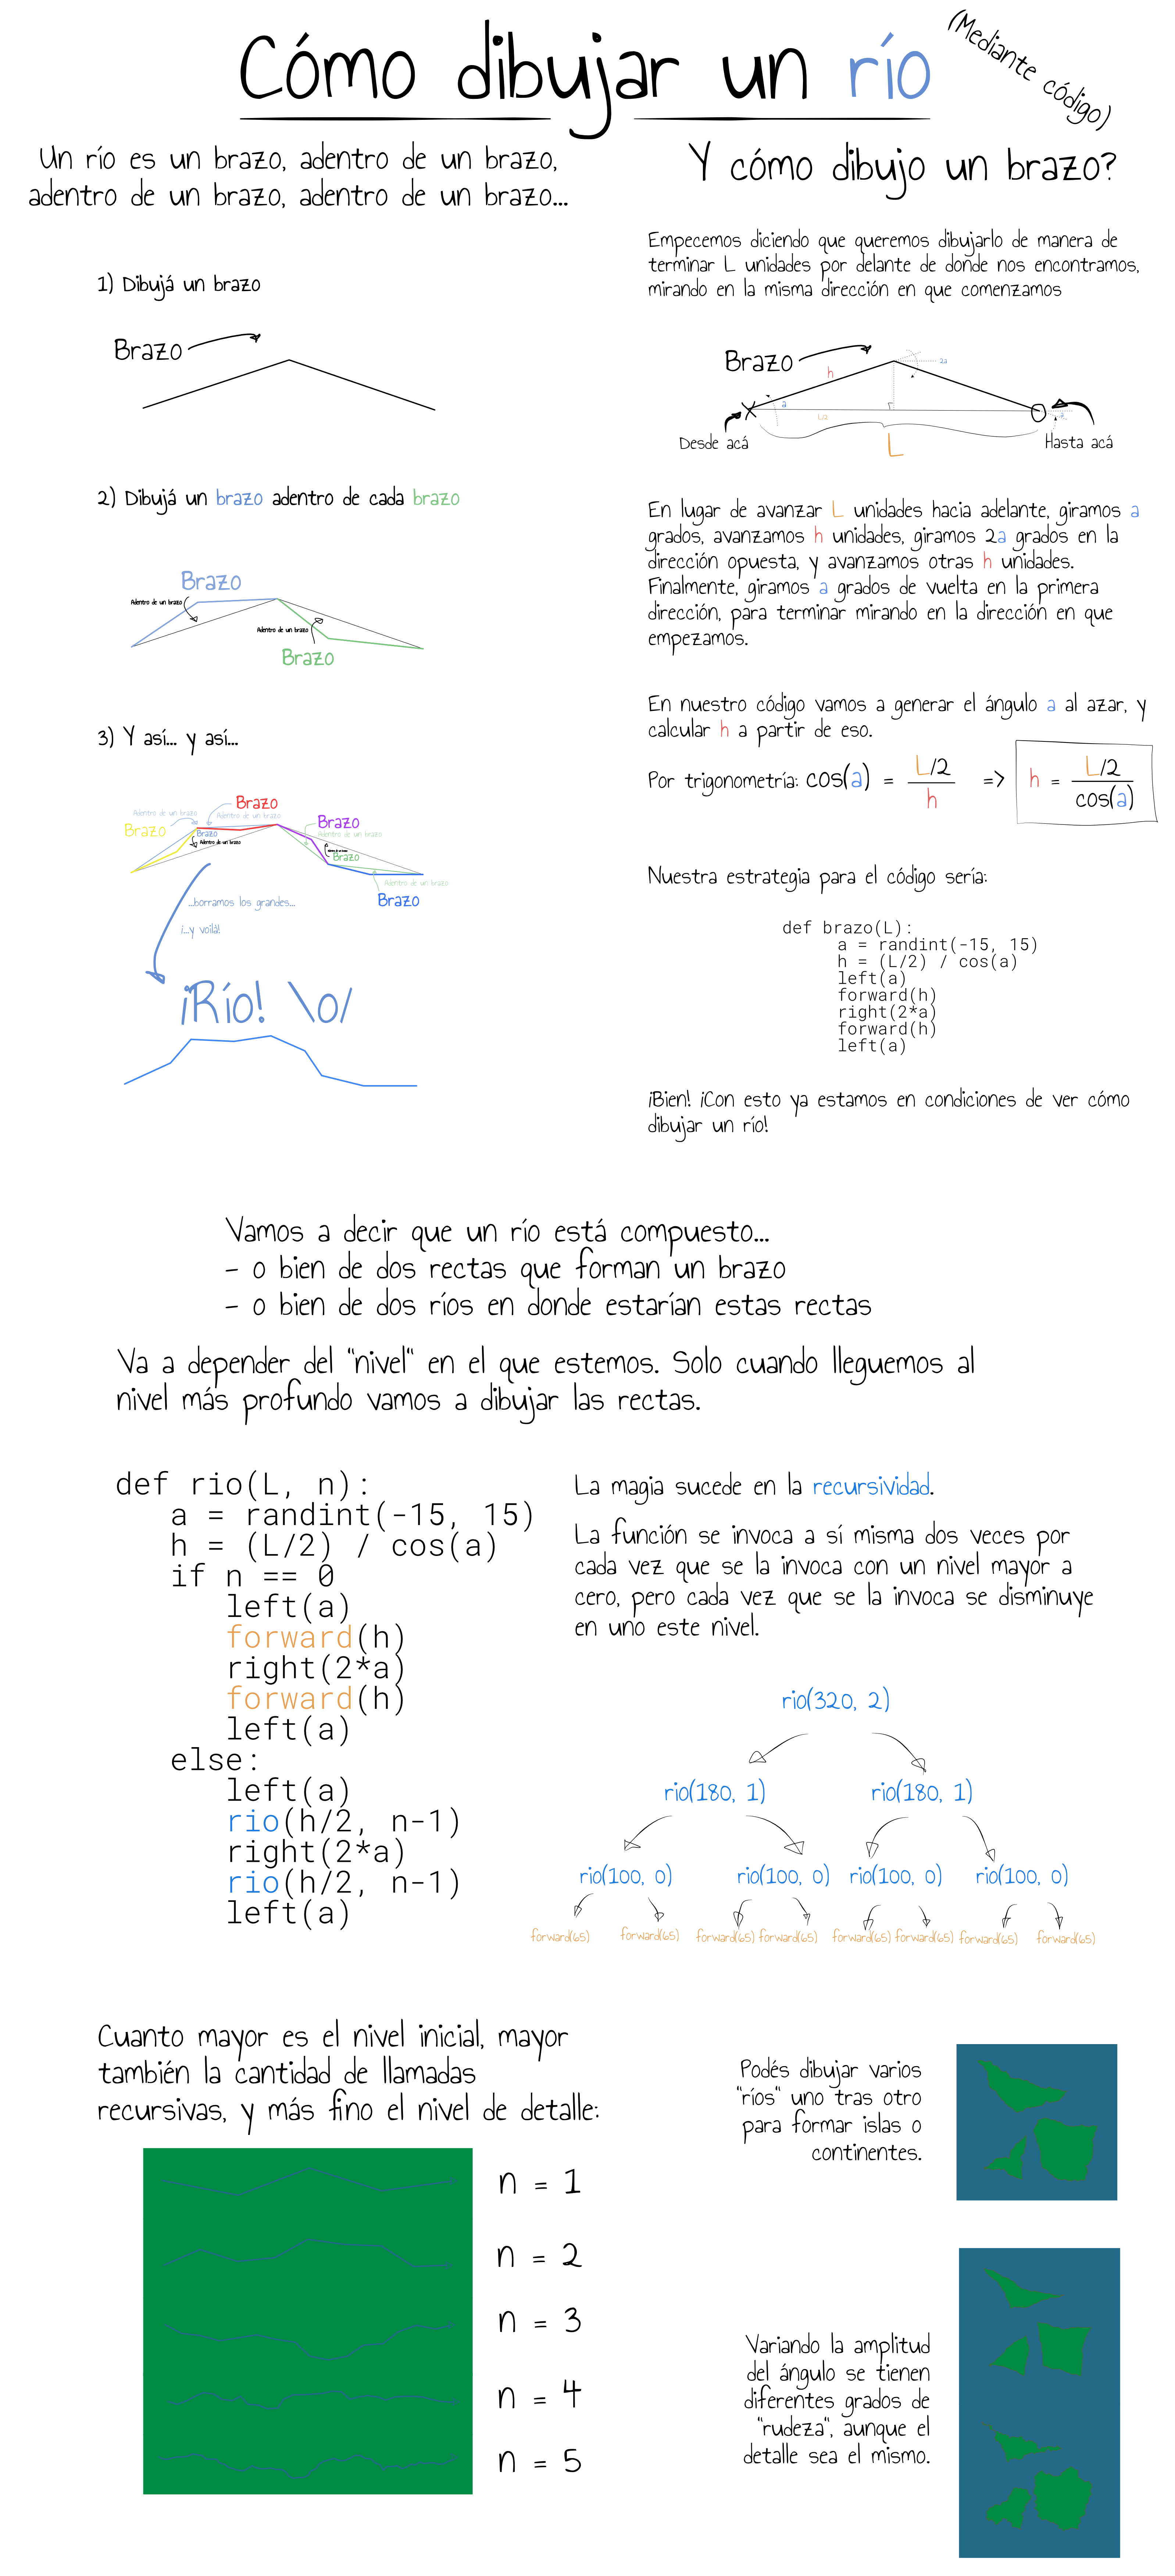 Cómo dibujar un río
(Mediante código)
Un río es un brazo, adentro de un brazo,
adentro de un brazo, adentro de un brazo...
1) Dibujá un brazo
Brazo
2) Dibujá un brazo adentro de cada brazo
Brazo
Adentro de un brazo
Adentro de un brazo
Brazo
3) Y así... y así...
Brazo
Adentro de un brazo
Adentro de un brazo
Brazo
Brazo
Adentro de un brazo
Brazo
Adentro de un brazo
Brazo
Adentro de un brazo
Brazo
...borramos los grandes...
¡...y voilá!
¡Río! \o/
Y cómo dibujo un brazo?
Empecemos diciendo que queremos dibujarlo de manera de
terminar L unidades por delante de donde nos encontramos,
mirando en la misma dirección en que comenzamos
Brazo
h
2a
a
L/2
Desde acá
L
Hasta acá
En lugar de avanzar L unidades hacia adelante, giramos a
grados, avanzamos h unidades, giramos 2a grados en la
dirección opuesta, y avanzamos otras h unidades.
Finalmente, giramos a grados de vuelta en la primera
dirección, para terminar mirando en la dirección en que
empezamos.
En nuestro código vamos a generar el ángulo a al azar, y
calcular h a partir de eso.
Por trigonometría: cos(a) = L/2 / h => h = L/2 / cos(a)
Nuestra estrategia para el código sería:
def brazo(L):
a = randint(-15, 15)
h = (L/2) / cos(a)
left(a)
forward(h)
right(2*a)
forward(h)
left(a)
¡Bien! ¡Con esto ya estamos en condiciones de ver cómo
dibujar un río!
Vamos a decir que un río está compuesto...
- o bien de dos rectas que forman un brazo
- o bien de dos ríos en donde estarían estas rectas
Va a depender del "nivel" en el que estemos. Solo cuando lleguemos al
nivel más profundo vamos a dibujar las rectas.
def rio(L, n):
a = randint(-15, 15)
h = (L/2) / cos(a)
if n == 0
left(a)
forward(h)
right(2*a)
forward(h)
left(a)
else:
left(a)
rio(h/2, n-1)
right(2*a)
rio(h/2, n-1)
left(a)
La magia sucede en la recursividad.
La función se invoca a sí misma dos veces por
cada vez que se la invoca con un nivel mayor a
cero, pero cada vez que se la invoca se disminuye
en uno este nivel.
rio(320, 2)
rio(180, 1) rio(180, 1)
rio(100, 0) rio(100, 0) rio(100, 0) rio(100, 0)
forward(65) forward(65) forward(65) forward(65) forward(65) forward(65) forward(65) forward(65)
Cuanto mayor es el nivel inicial, mayor
también la cantidad de llamadas
recursivas, y más fino el nivel de detalle:
n = 1
n = 2
n = 3
n = 4
n = 5
Podés dibujar varios
"ríos" uno tras otro
para formar islas o
continentes.
Variando la amplitud
del ángulo se tienen
diferentes grados de
"rudeza", aunque el
detalle sea el mismo.